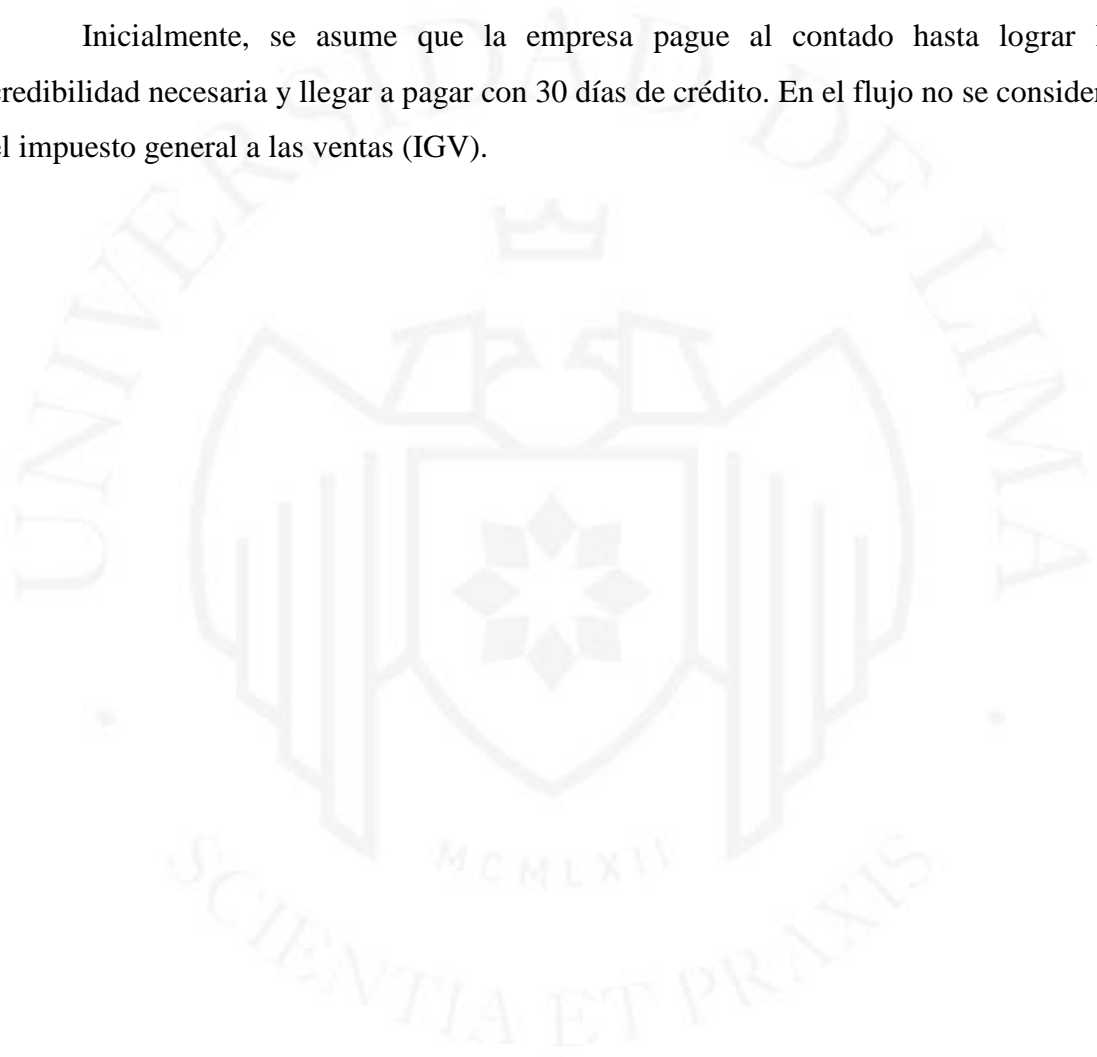 Inicialmente, se asume que la empresa pague al contado hasta lograr
redibilidad necesaria y llegar a pagar con 30 días de crédito. En el flujo no se consider
l impuesto general a las ventas (IGV).
UNIVERSIDAD DE LIMA
MCMLXII
SCIENTIA ET PRAXIS